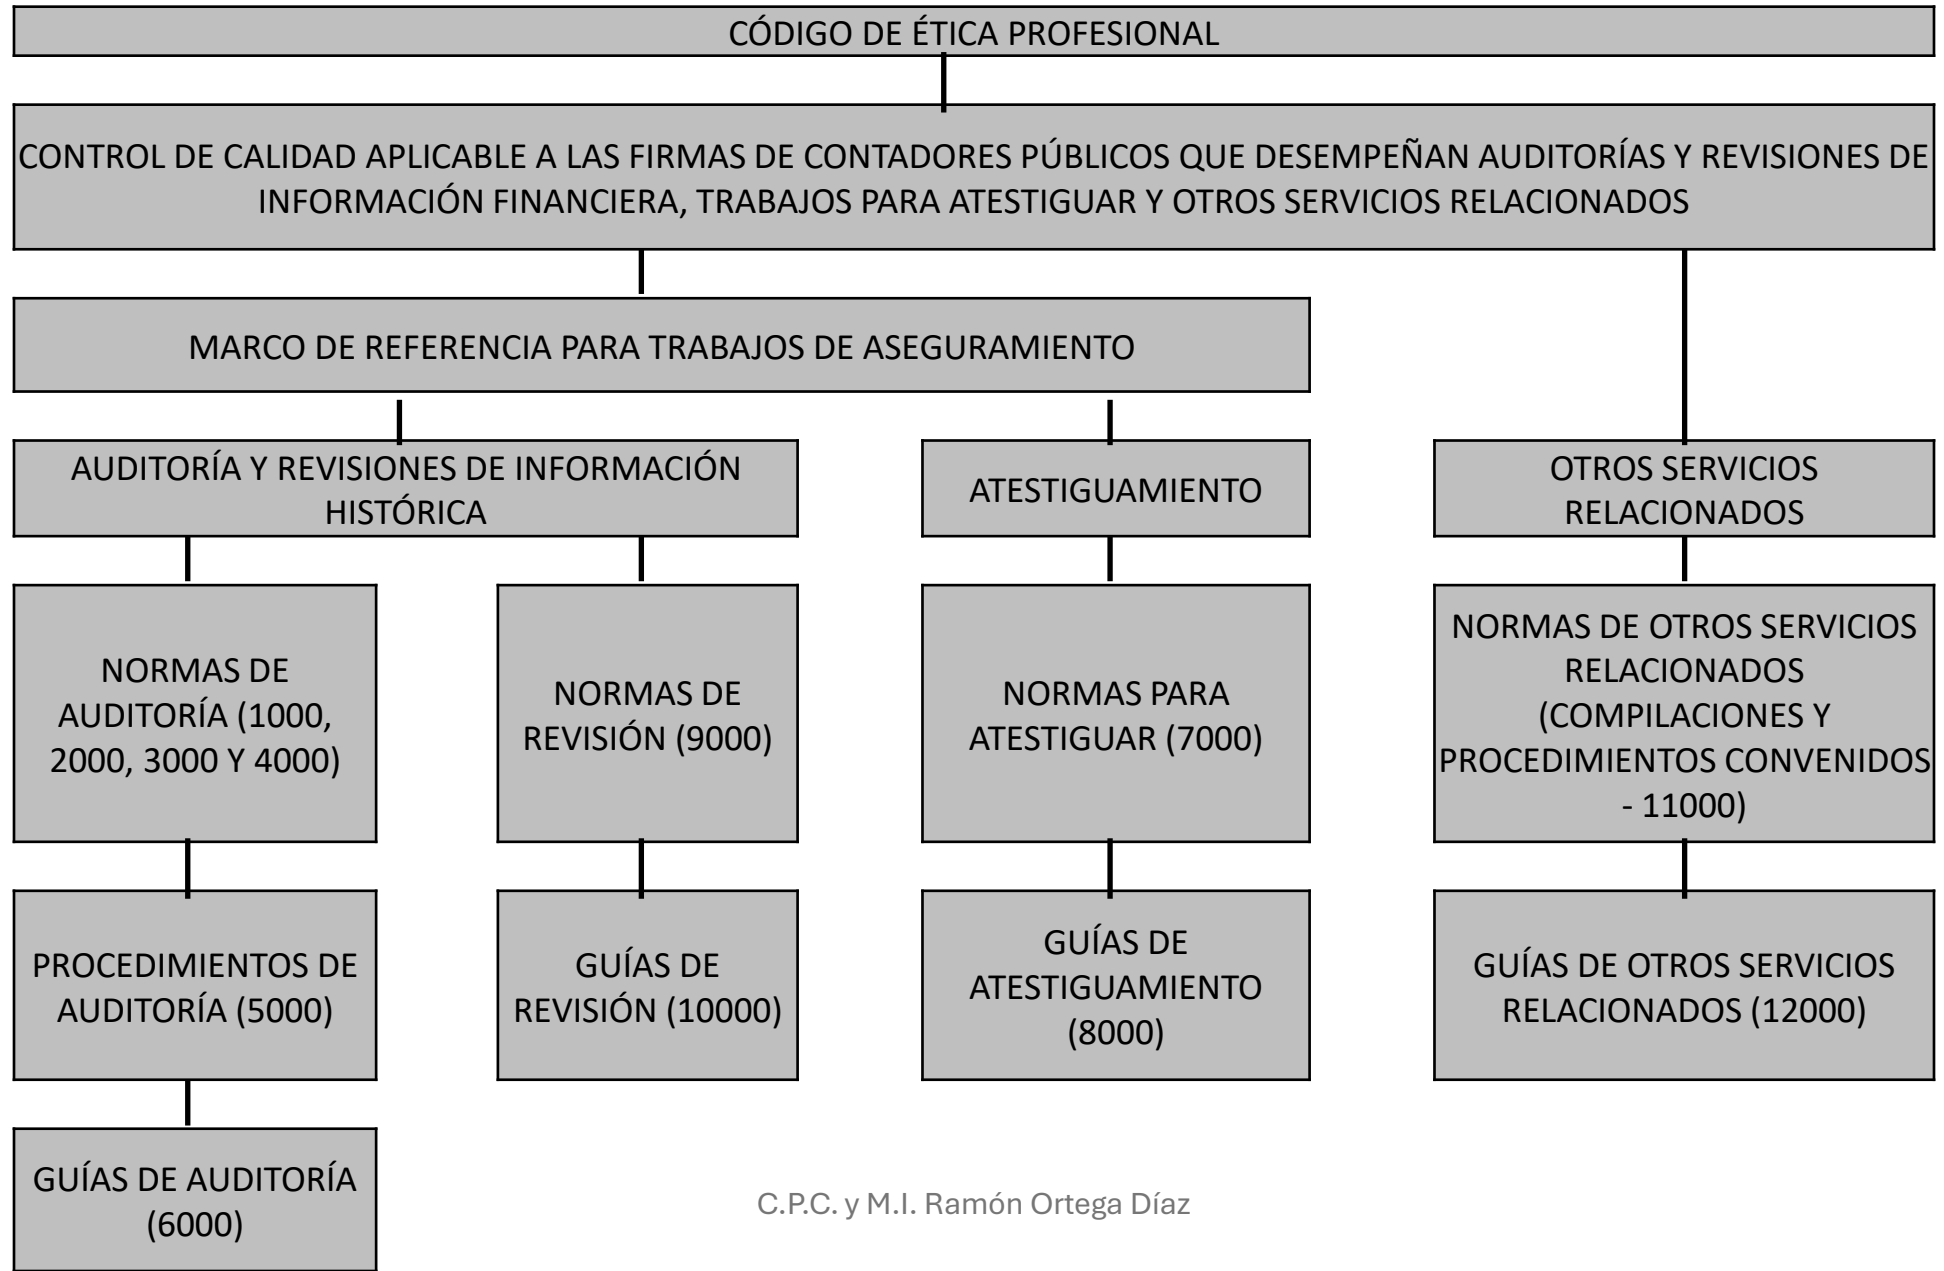 CÓDIGO DE ÉTICA PROFESIONAL
CONTROL DE CALIDAD APLICABLE A LAS FIRMAS DE CONTADORES PÚBLICOS QUE DESEMPEÑAN AUDITORÍAS Y REVISIONES DE
INFORMACIÓN FINANCIERA, TRABAJOS PARA ATESTIGUAR Y OTROS SERVICIOS RELACIONADOS
MARCO DE REFERENCIA PARA TRABAJOS DE ASEGURAMIENTO
AUDITORÍA Y REVISIONES DE INFORMACIÓN
HISTÓRICA
ATESTIGUAMIENTO
OTROS SERVICIOS
RELACIONADOS
NORMAS DE
AUDITORÍA (1000,
2000, 3000 Y 4000)
NORMAS DE
REVISIÓN (9000)
NORMAS PARA
ATESTIGUAR (7000)
NORMAS DE OTROS SERVICIOS
RELACIONADOS
(COMPILACIONES Y
PROCEDIMIENTOS CONVENIDOS
- 11000)
PROCEDIMIENTOS DE
AUDITORÍA (5000)
GUÍAS DE
REVISIÓN (10000)
GUÍAS DE
ATESTIGUAMIENTO
(8000)
GUÍAS DE OTROS SERVICIOS
RELACIONADOS (12000)
GUÍAS DE AUDITORÍA
(6000)
C.P.C. y M.I. Ramón Ortega Díaz